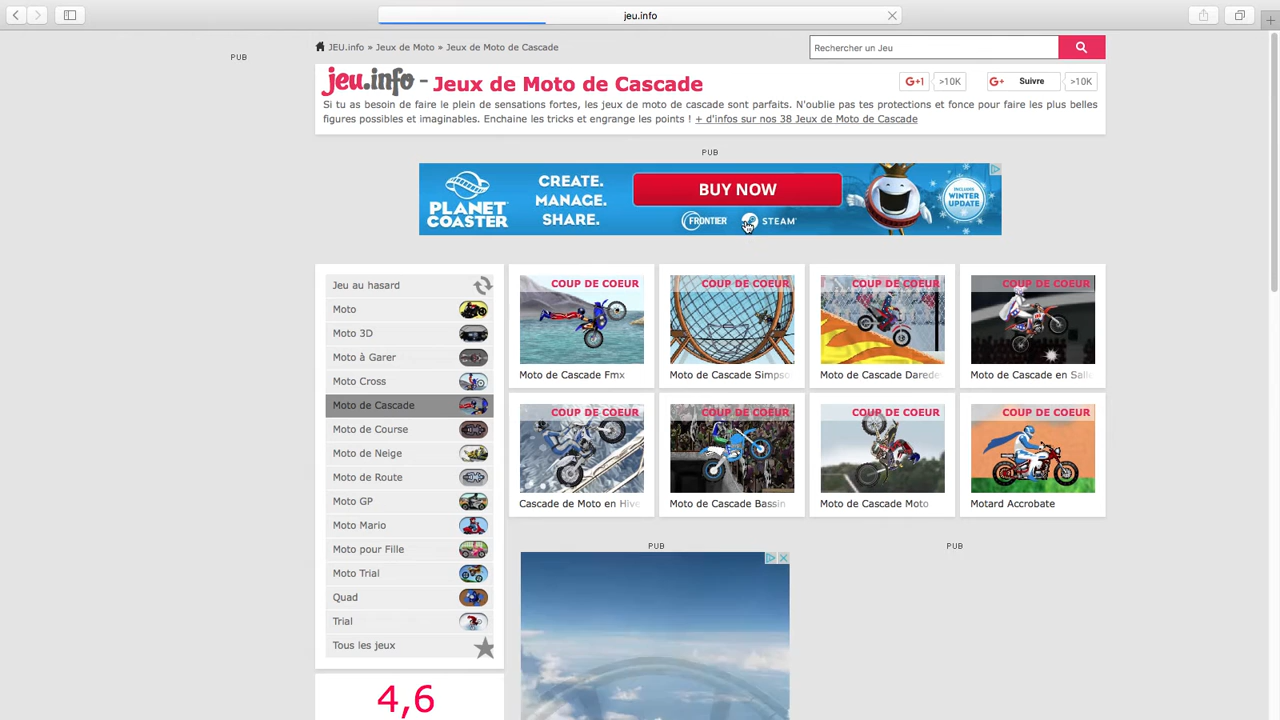 jeu.info
JEU.info » Jeux de Moto » Jeux de Moto de Cascade
Rechercher un Jeu
PUB
jeu.info - Jeux de Moto de Cascade
G+1 >10K
G+ Suivre >10K
Si tu as besoin de faire le plein de sensations fortes, les jeux de moto de cascade sont parfaits. N'oublie pas tes protections et fonce pour faire les plus belles
figures possibles et imaginables. Enchaine les tricks et engrange les points ! + d'infos sur nos 38 Jeux de Moto de Cascade
PUB
PLANET
COASTER
CREATE.
MANAGE.
SHARE.
BUY NOW
FRONTIER
STEAM
INCLUDES
WINTER
UPDATE
Jeu au hasard
Moto
Moto 3D
Moto à Garer
Moto Cross
Moto de Cascade
Moto de Course
Moto de Neige
Moto de Route
Moto GP
Moto Mario
Moto pour Fille
Moto Trial
Quad
Trial
Tous les jeux
4,6
COUP DE COEUR
Moto de Cascade Fmx
COUP DE COEUR
Moto de Cascade Simpso
COUP DE COEUR
Moto de Cascade Darede
COUP DE COEUR
Moto de Cascade en Salle
COUP DE COEUR
Cascade de Moto en Hive
COUP DE COEUR
Moto de Cascade Bassin
COUP DE COEUR
Moto de Cascade Moto
COUP DE COEUR
Motard Accrobate
PUB
PUB